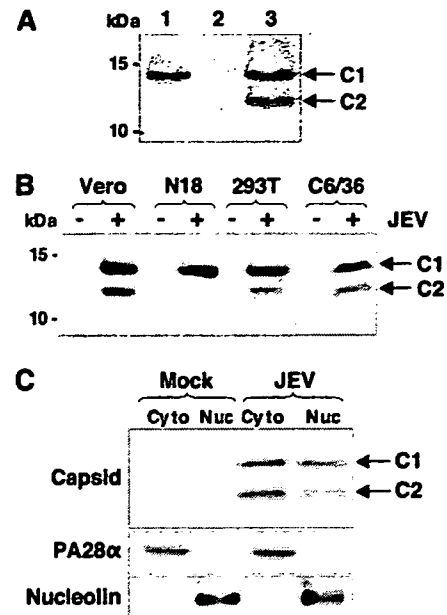 A
kDa 1 2 3
15 -
C1
C2
10 -
B
Vero N18 293T C6/36
kDa - + - + - + - + JEV
15 -
C1
C2
10 -
C
Mock JEV
Cyto Nuc Cyto Nuc
Capsid
C1
C2
PA28α
Nucleolin